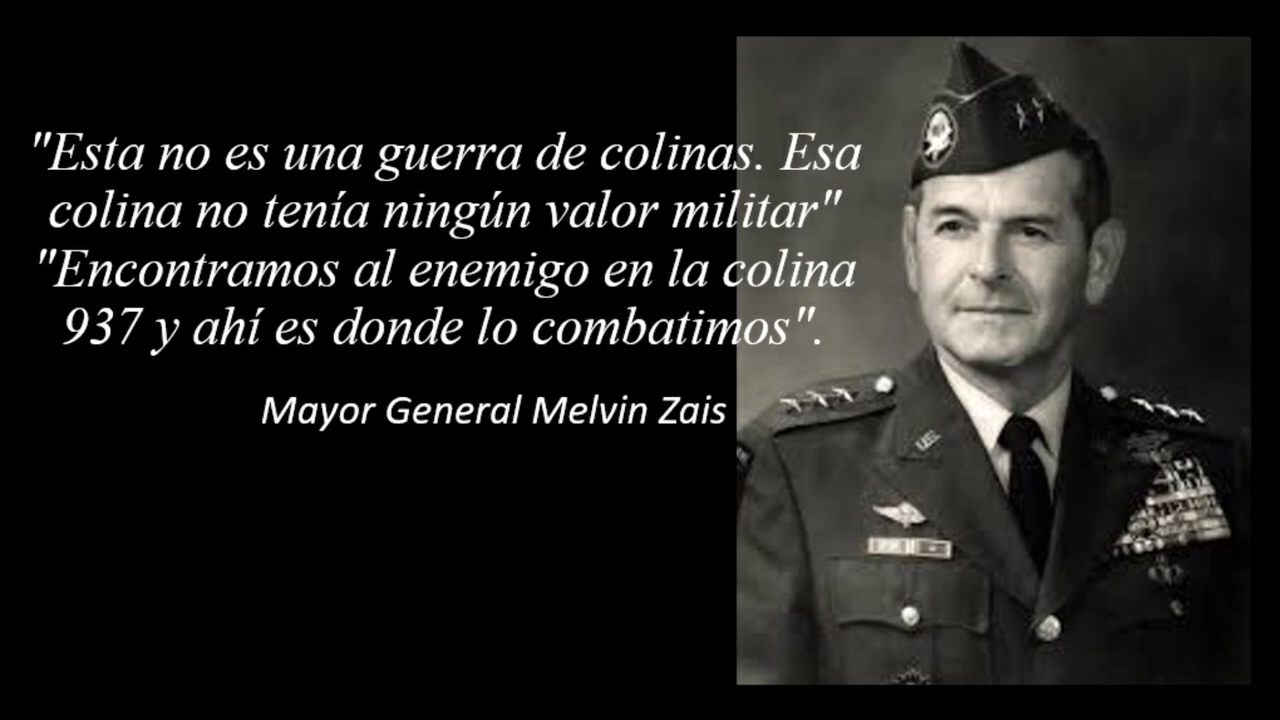 "Esta no es una guerra de colinas. Esa
colina no tenía ningún valor militar"
"Encontramos al enemigo en la colina
937 y ahí es donde lo combatimos".
Mayor General Melvin Zais